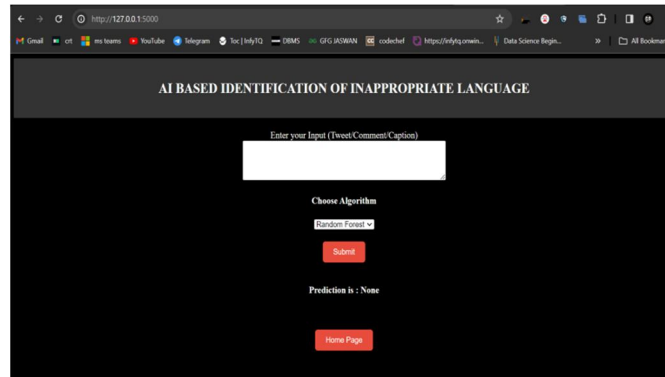 http://127.0.0.1:5000
Gmail crt ms teams YouTube Telegram Toc | InfyTQ DBMS GFG JASWAN codechef https://infytq.onwin... Data Science Begin... » All Bookmar
AI BASED IDENTIFICATION OF INAPPROPRIATE LANGUAGE
Enter your Input (Tweet/Comment/Caption)
Choose Algorithm
Random Forest
Submit
Prediction is : None
Home Page